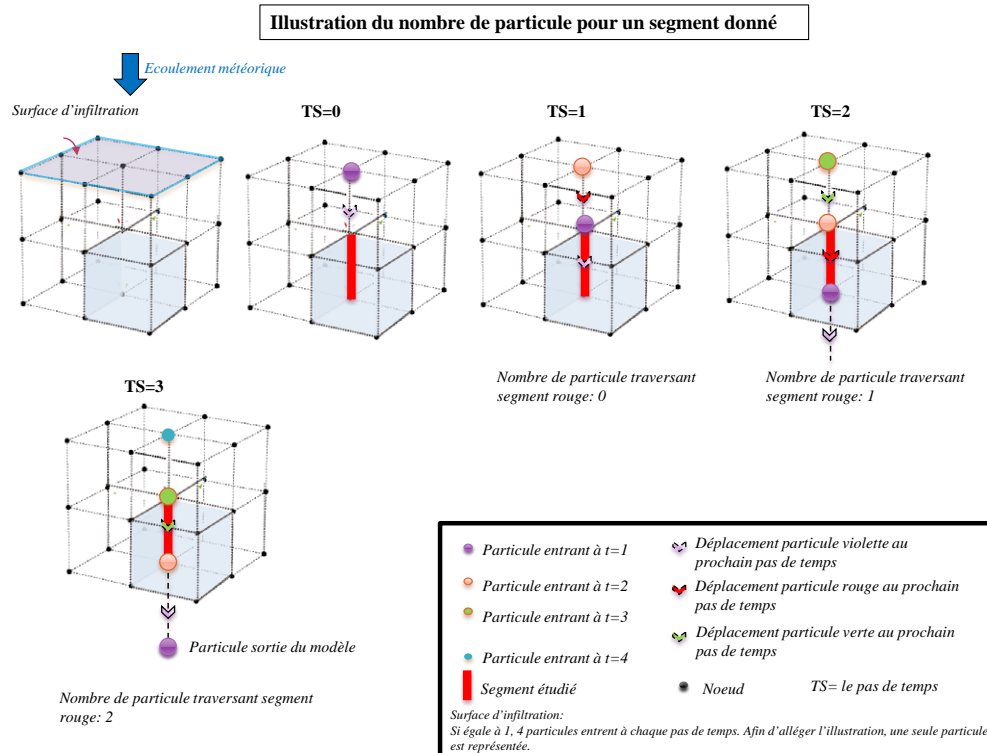 Illustration du nombre de particule pour un segment donné
Ecoulement météorique
Surface d'infiltration
TS=0
TS=1
TS=2
Nombre de particule traversant
segment rouge: 0
Nombre de particule traversant
segment rouge: 1
TS=3
Particule sortie du modèle
Nombre de particule traversant segment
rouge: 2
Particule entrant à t=1
Particule entrant à t=2
Particule entrant à t=3
Particule entrant à t=4
Segment étudié
Déplacement particule violette au
prochain pas de temps
Déplacement particule rouge au prochain
pas de temps
Déplacement particule verte au prochain
pas de temps
Noeud
TS= le pas de temps
Surface d'infiltration:
Si égale à 1, 4 particules entrent à chaque pas de temps. Afin d'alléger l'illustration, une seule particule
est représentée.